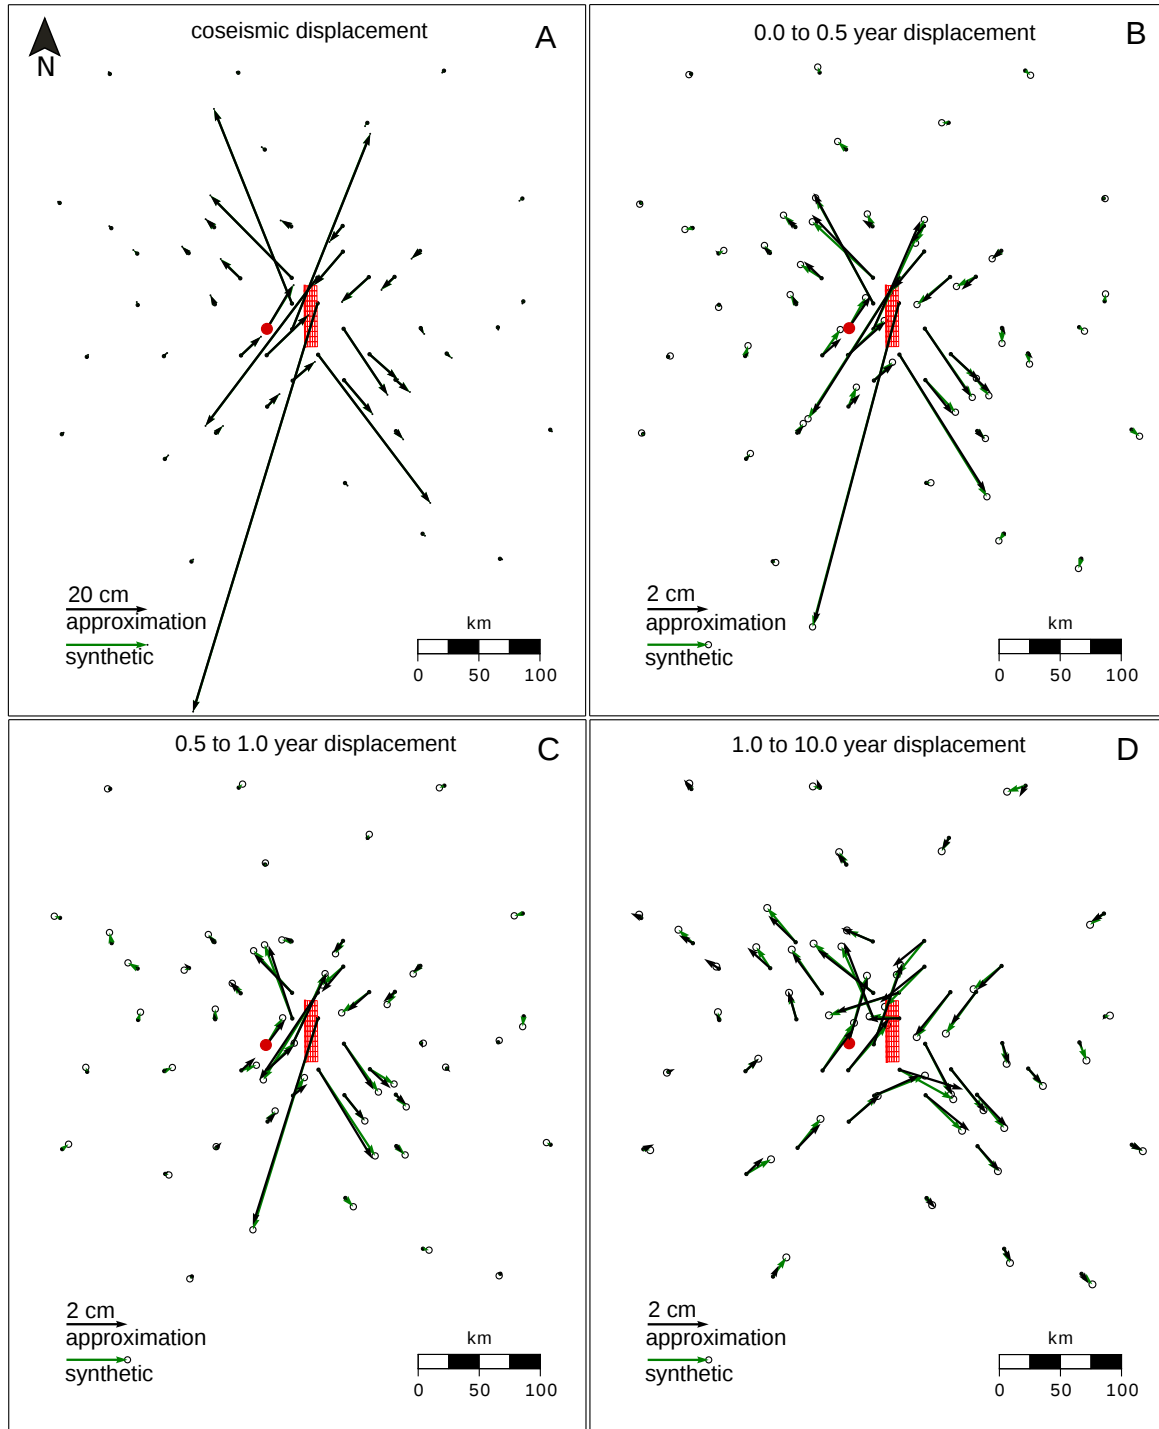 coseismic displacement
A
N
20 cm
approximation
synthetic
km
0 50 100
0.0 to 0.5 year displacement
B
2 cm
approximation
synthetic
km
0 50 100
0.5 to 1.0 year displacement
C
2 cm
approximation
synthetic
km
0 50 100
1.0 to 10.0 year displacement
D
2 cm
approximation
synthetic
km
0 50 100